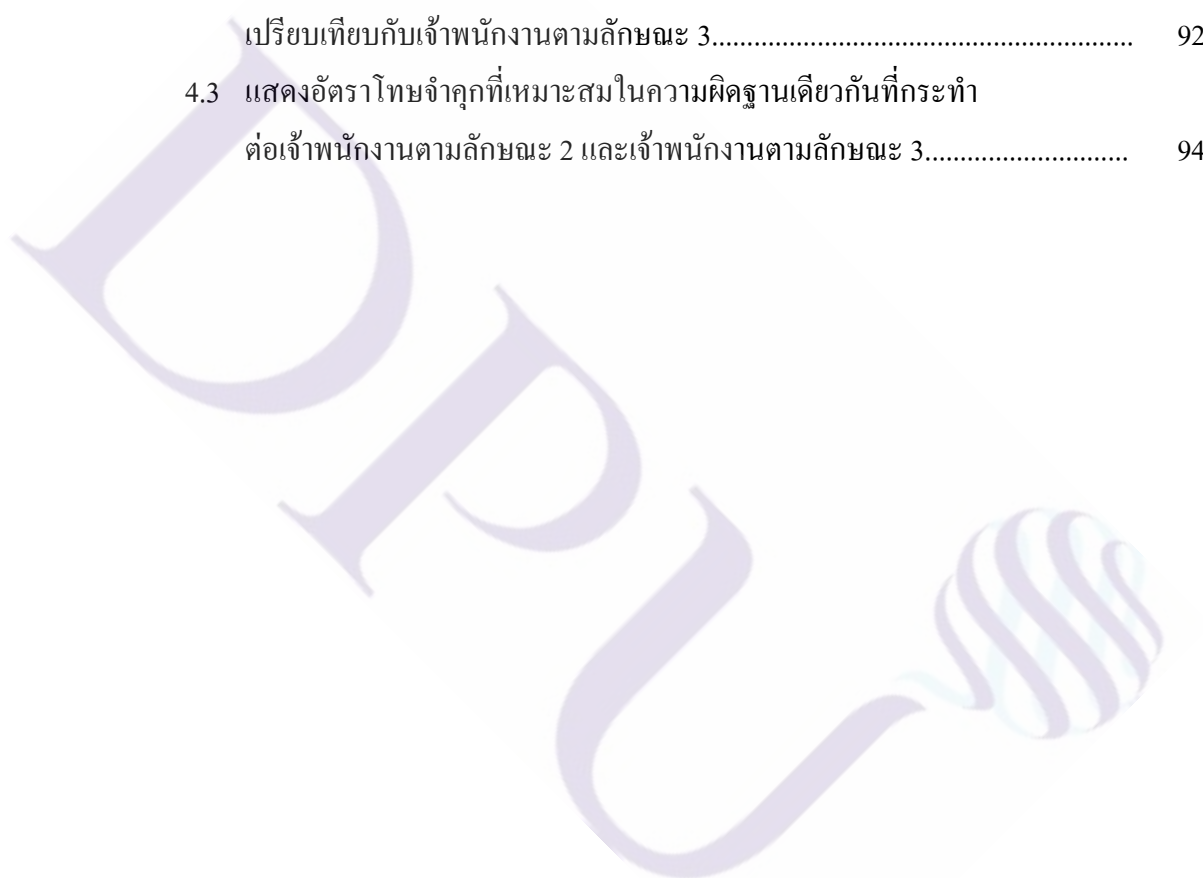 เปรียบเทียบกับเจ้าพนักงานตามลักษณะ 3............................................................ 92
4.3 แสดงอัตราโทษจำคุกที่เหมาะสมในความผิดฐานเดียวกันที่กระทำ
ต่อเจ้าพนักงานตามลักษณะ 2 และเจ้าพนักงานตามลักษณะ 3............................. 94
DPU